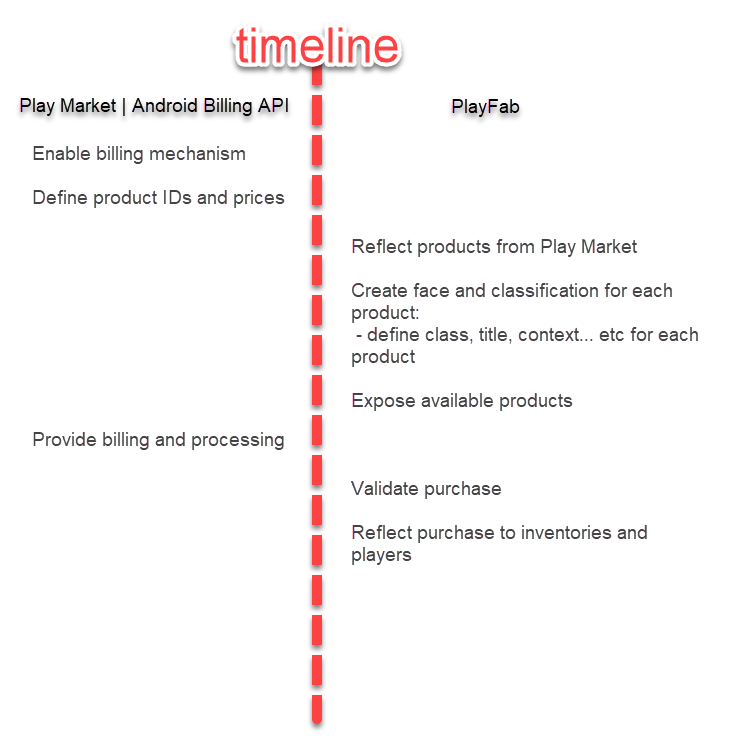 timeline
Play Market | Android Billing API
PlayFab
Enable billing mechanism
Define product IDs and prices
Reflect products from Play Market
Create face and classification for each
product:
- define class, title, context... etc for each
product
Expose available products
Provide billing and processing
Validate purchase
Reflect purchase to inventories and
players